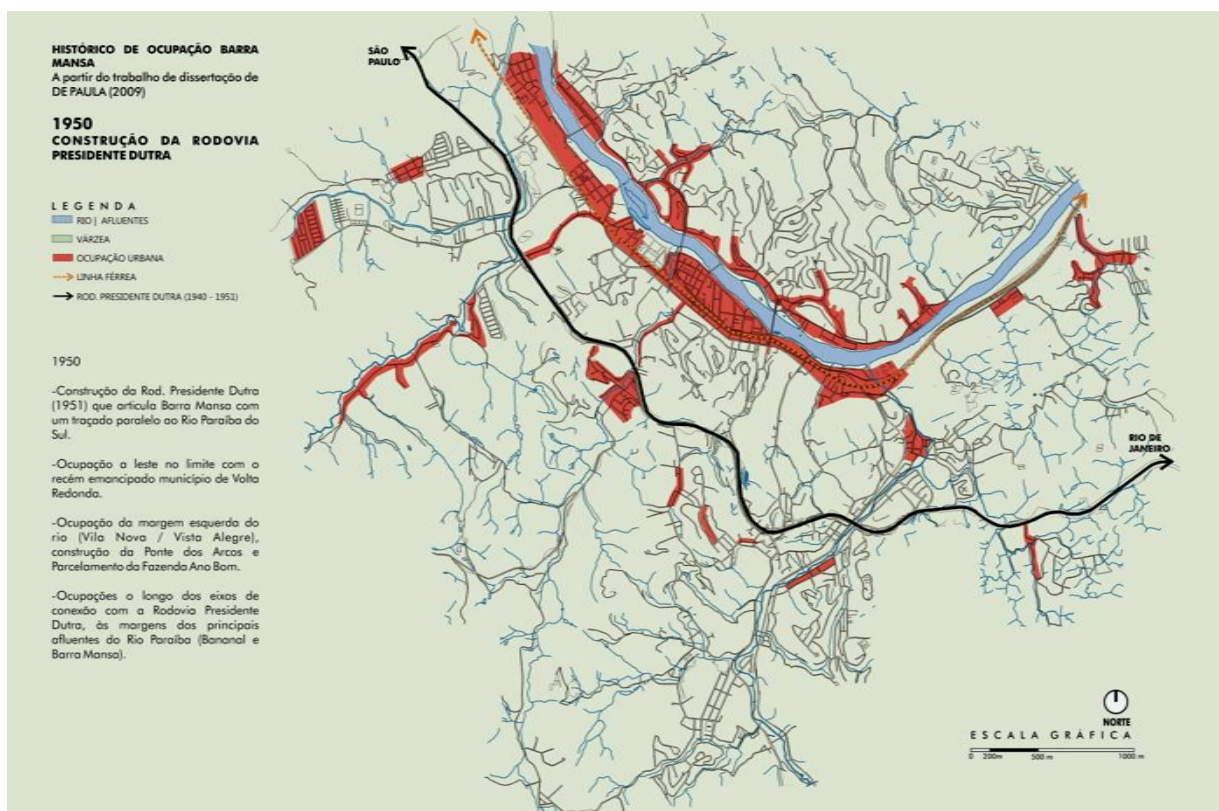 HISTÓRICO DE OCUPAÇÃO BARRA
MANSA
A partir do trabalho de dissertação de
DE PAULA (2009)
1950
CONSTRUÇÃO DA RODOVIA
PRESIDENTE DUTRA
LEGENDA
RIO | AFLUENTES
VÁRZEA
OCUPAÇÃO URBANA
LINHA FÉRREA
ROD. PRESIDENTE DUTRA (1940 - 1951)
1950
-Construção da Rod. Presidente Dutra
(1951) que articula Barra Mansa com
um traçado paralelo ao Rio Paraíba do
Sul.
-Ocupação a leste no limite com o
recém emancipado município de Volta
Redonda.
-Ocupação da margem esquerda do
rio (Vila Nova / Vista Alegre),
construção da Ponte dos Arcos e
Parcelamento da Fazenda Ano Bom.
-Ocupações o longo dos eixos de
conexão com a Rodovia Presidente
Dutra, às margens dos principais
afluentes do Rio Paraíba (Bananal e
Barra Mansa).
SÃO
PAULO
RIO DE
JANEIRO
NORTE
ESCALA GRÁFICA
0 200m 500 m 1000 m